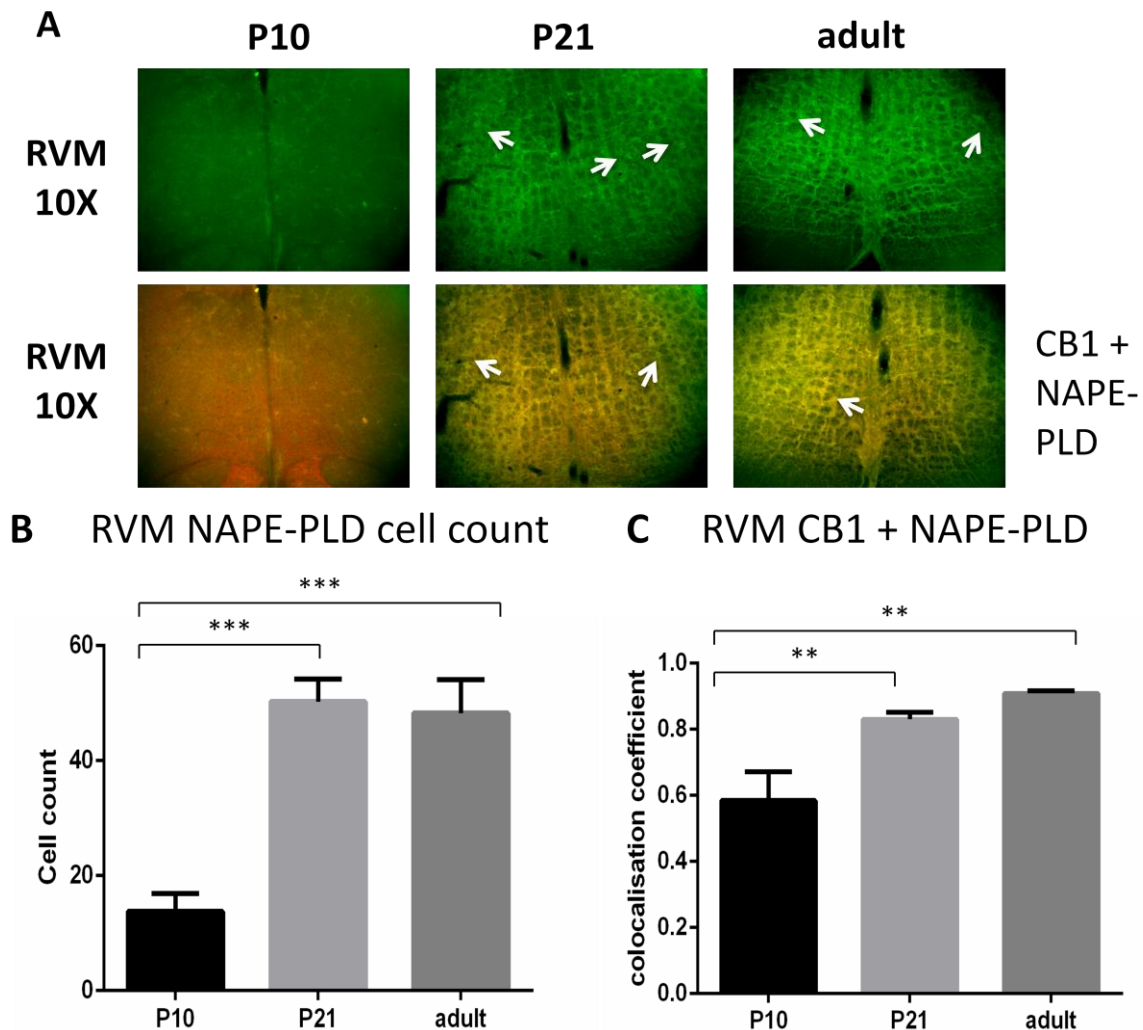 A
P10 P21 adult
RVM
10X
RVM
10X
CB1 +
NAPE-
PLD
B RVM NAPE-PLD cell count
***
***
Cell count
60
40
20
0
P10 P21 adult
C RVM CB1 + NAPE-PLD
**
**
colocalisation coefficient
1.0
0.8
0.6
0.4
0.2
0.0
P10 P21 adult